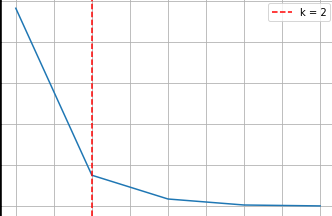 k = 2